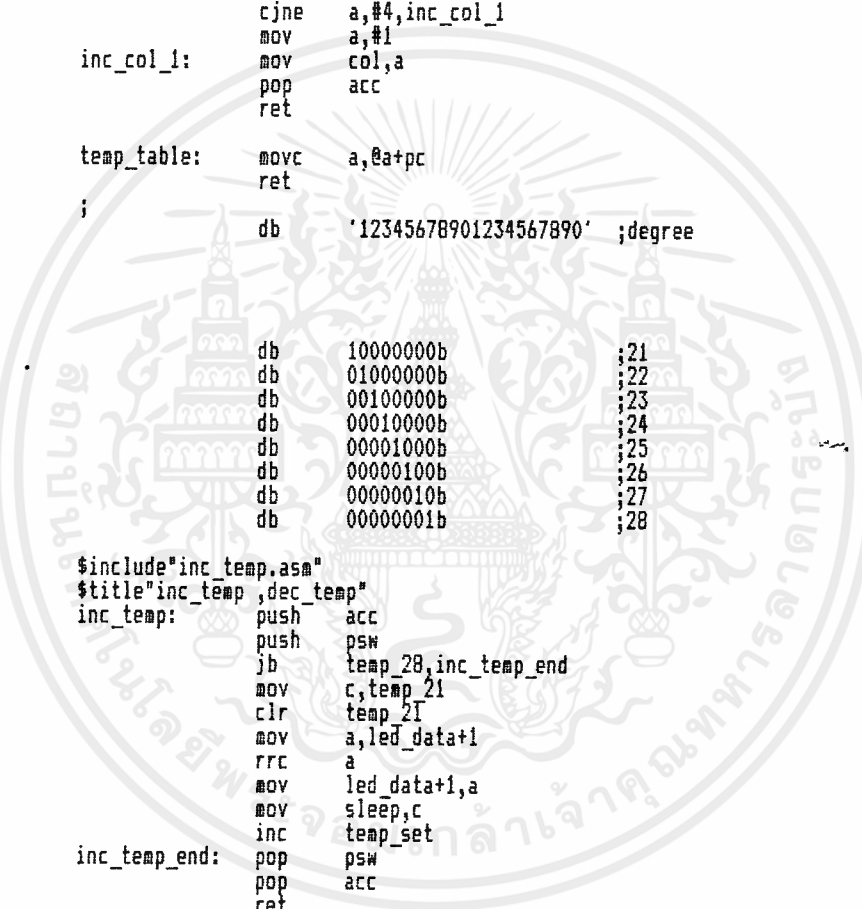 cjne a,#4,inc_col_1
mov a,#1
inc_col_1: mov col,a
pop acc
ret
temp_table: movc a,@a+pc
ret
;
db '12345678901234567890' ;degree
db 10000000b ;21
db 01000000b ;22
db 00100000b ;23
db 00010000b ;24
db 00001000b ;25
db 00000100b ;26
db 00000010b ;27
db 00000001b ;28
$include"inc_temp.asm"
$title"inc_temp ,dec_temp"
inc_temp: push acc
push psw
jb temp_28,inc_temp_end
mov c,temp_21
clr temp_21
mov a,led_data+1
rrc a
mov led_data+1,a
mov sleep,c
inc temp_set
inc_temp_end: pop psw
pop acc
ret